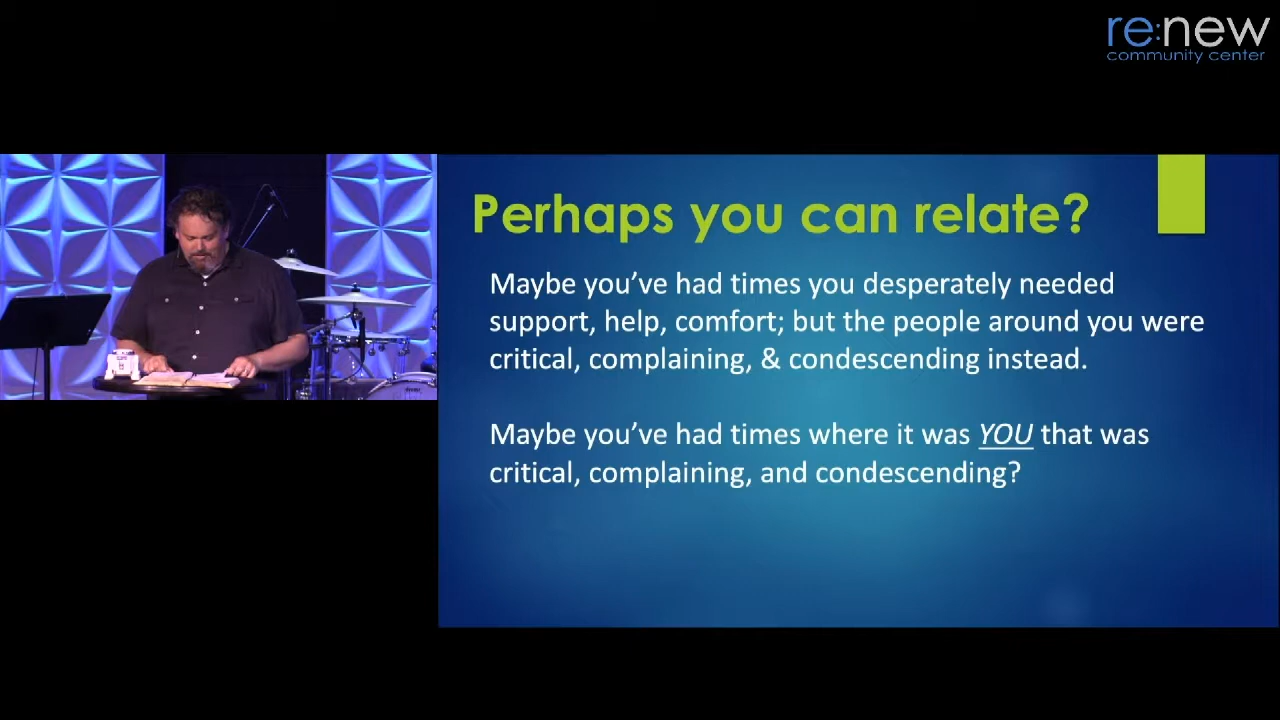 re:new
community center
Perhaps you can relate?
Maybe you've had times you desperately needed
support, help, comfort; but the people around you were
critical, complaining, & condescending instead.
Maybe you've had times where it was YOU that was
critical, complaining, and condescending?